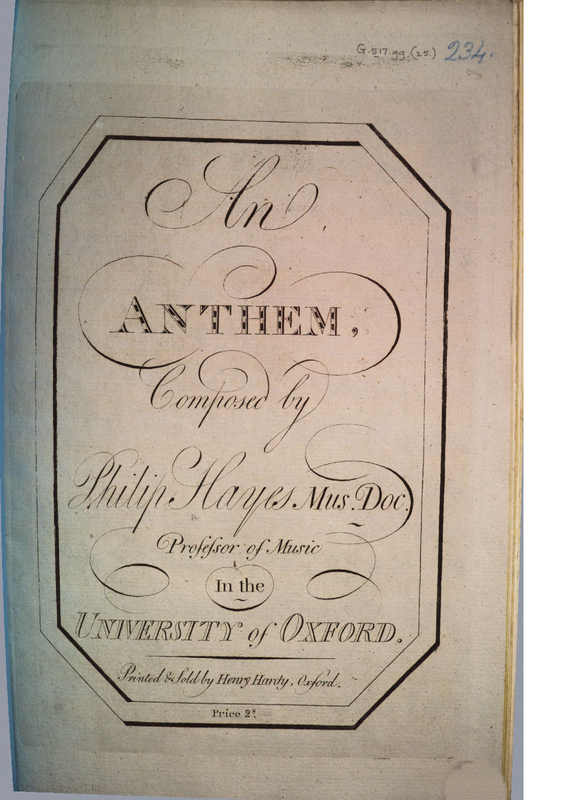 G.517.gg.(25.) 234.
An
ANTHEM,
Composed by
Philip Hayes Mus. Doc.
Profeſsor of Music
In the
UNIVERSITY of OXFORD.
Printed & Sold by Henry Hardy, Oxford.
Price 2s.